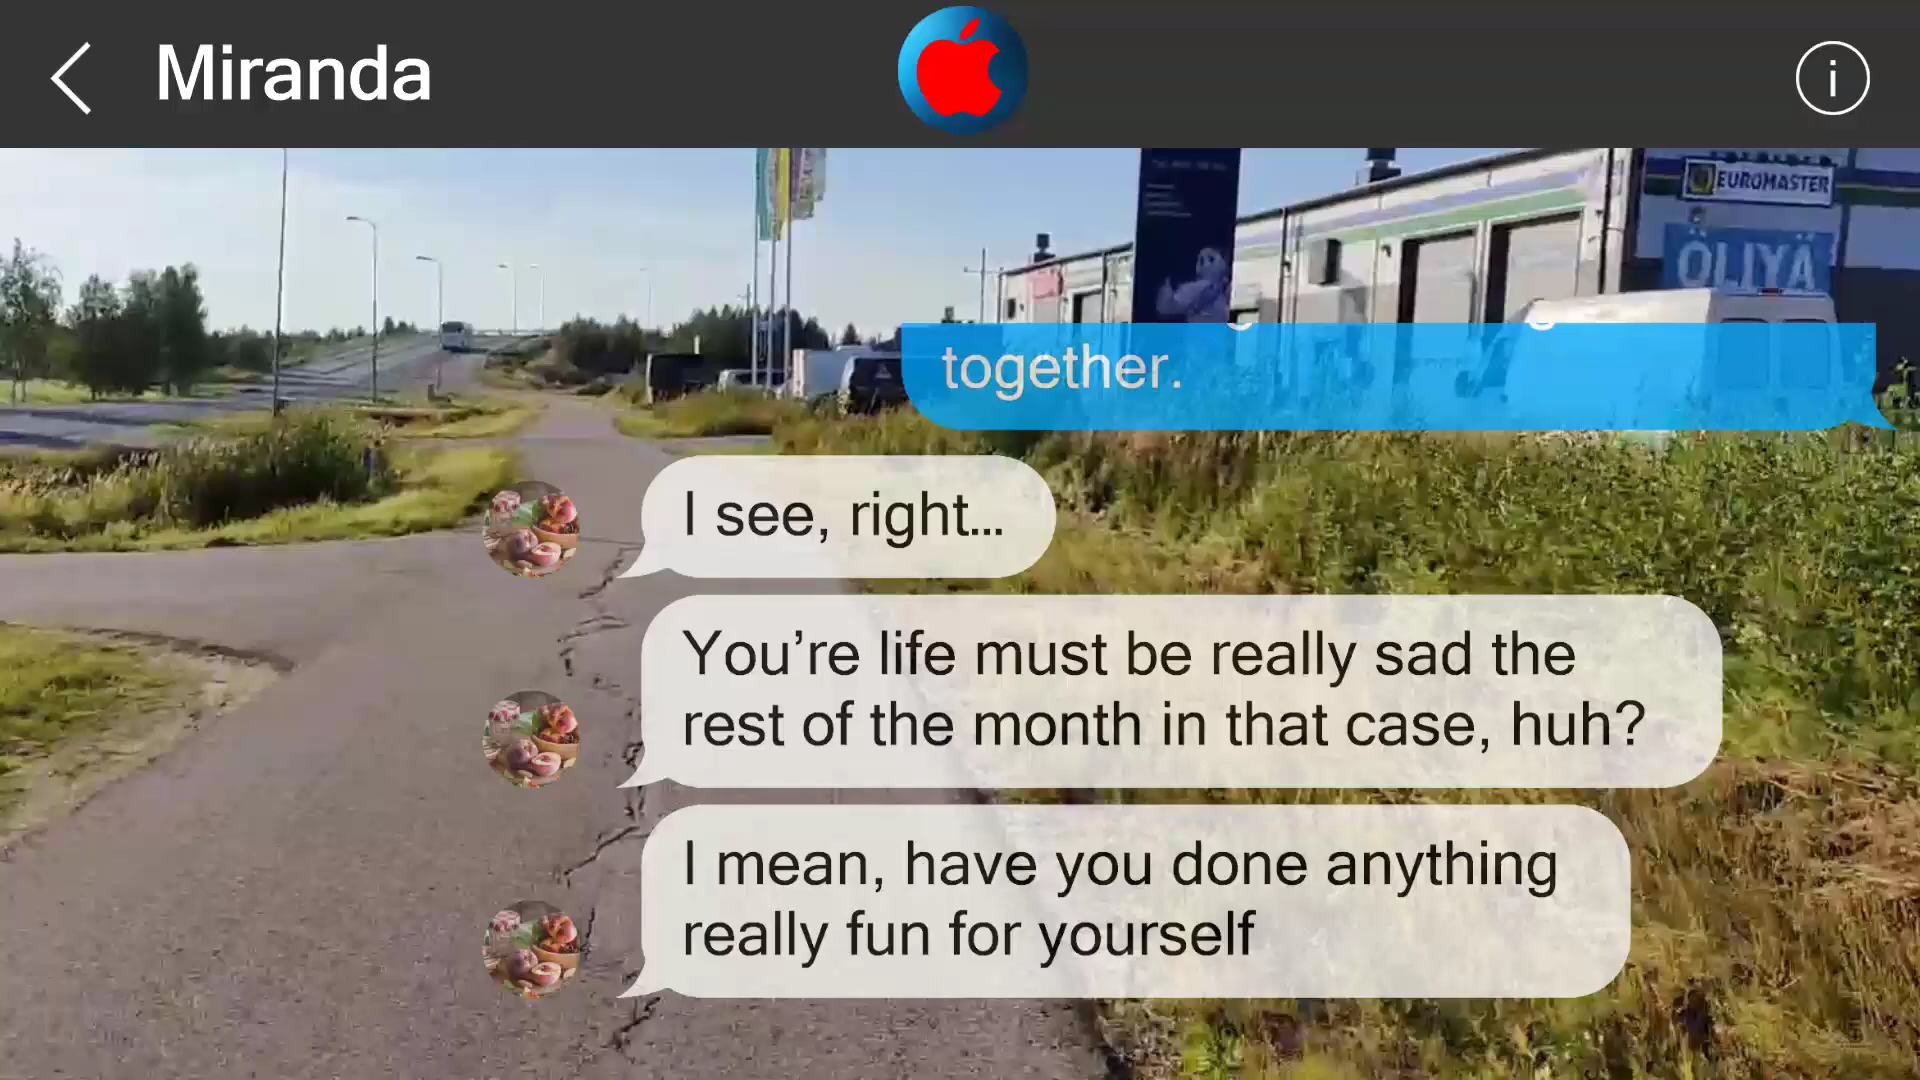 Miranda
i
EUROMASTER
ÖLJYÄ
together.
I see, right...
You’re life must be really sad the
rest of the month in that case, huh?
I mean, have you done anything
really fun for yourself